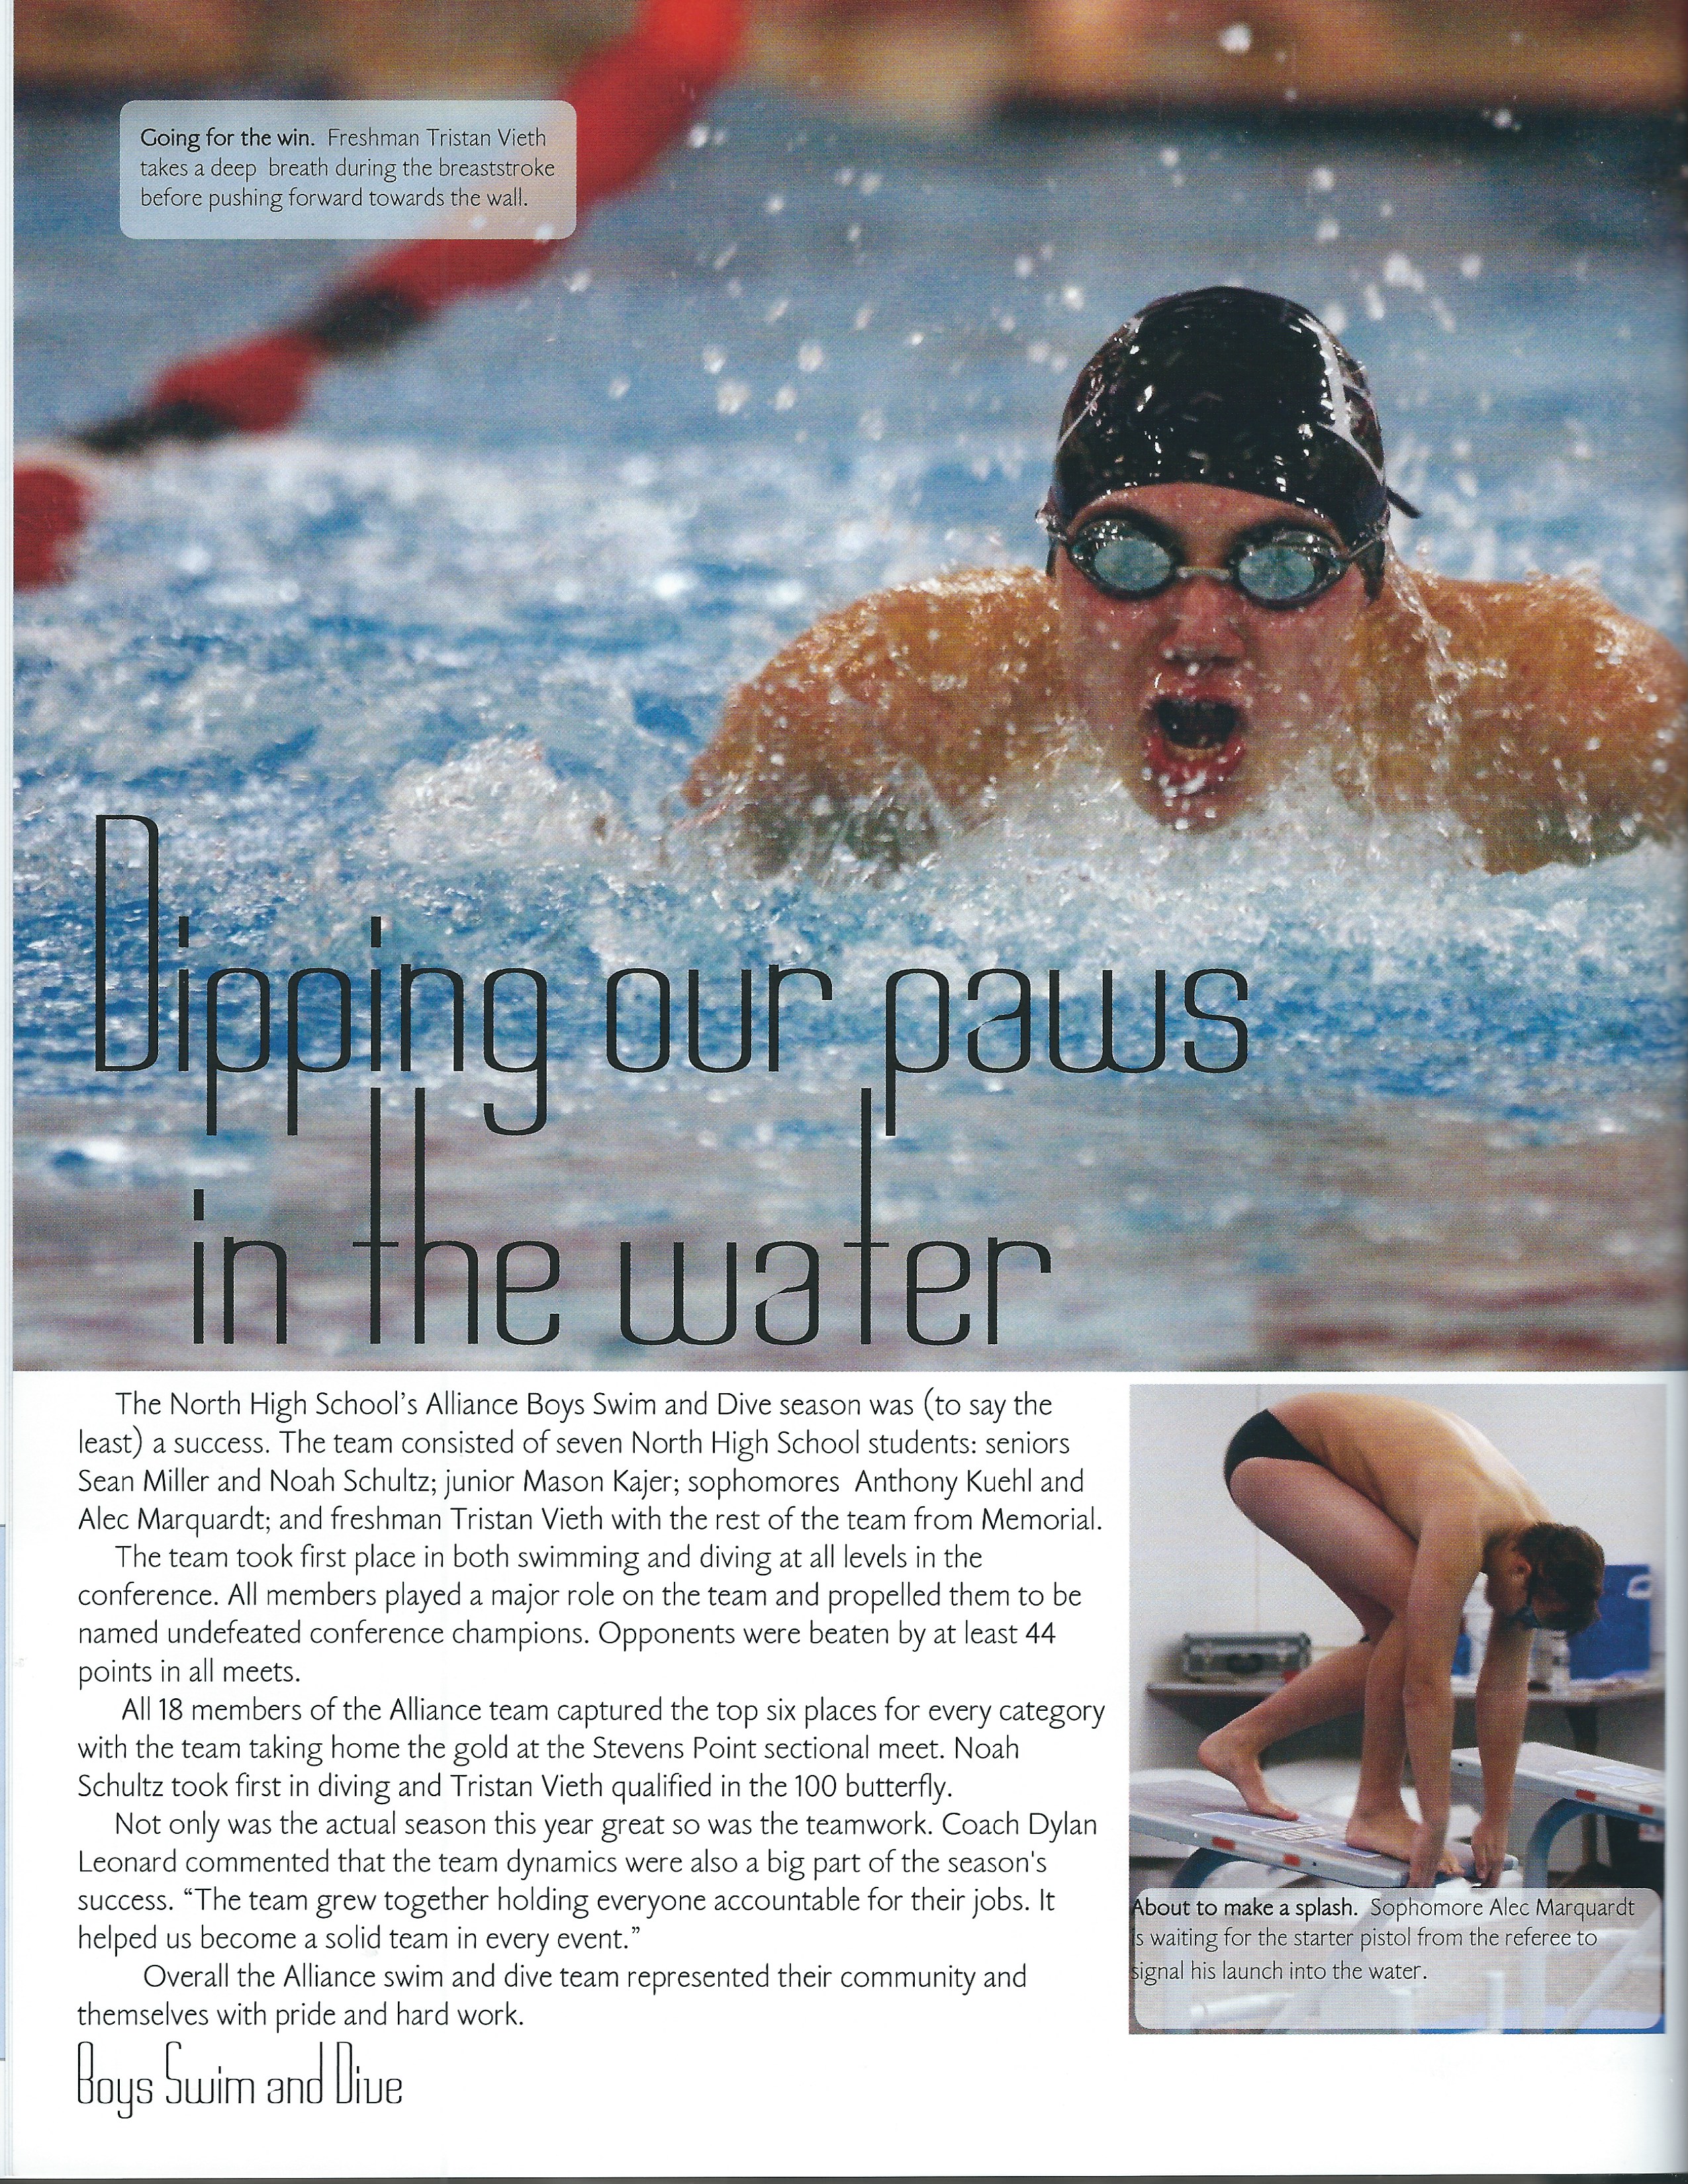 Going for the win.  Freshman Tristan Vieth
takes a deep  breath during the breaststroke
before pushing forward towards the wall.
Dipping our paws
in the water
The North High School’s Alliance Boys Swim and Dive season was (to say the
least) a success. The team consisted of seven North High School students: seniors
Sean Miller and Noah Schultz; junior Mason Kajer; sophomores  Anthony Kuehl and
Alec Marquardt; and freshman Tristan Vieth with the rest of the team from Memorial.
The team took first place in both swimming and diving at all levels in the
conference. All members played a major role on the team and propelled them to be
named undefeated conference champions. Opponents were beaten by at least 44
points in all meets.
All 18 members of the Alliance team captured the top six places for every category
with the team taking home the gold at the Stevens Point sectional meet. Noah
Schultz took first in diving and Tristan Vieth qualified in the 100 butterfly.
Not only was the actual season this year great so was the teamwork. Coach Dylan
Leonard commented that the team dynamics were also a big part of the season's
success. “The team grew together holding everyone accountable for their jobs. It
helped us become a solid team in every event.”
Overall the Alliance swim and dive team represented their community and
themselves with pride and hard work.
About to make a splash.  Sophomore Alec Marquardt
is waiting for the starter pistol from the referee to
signal his launch into the water.
Boys Swim and Dive